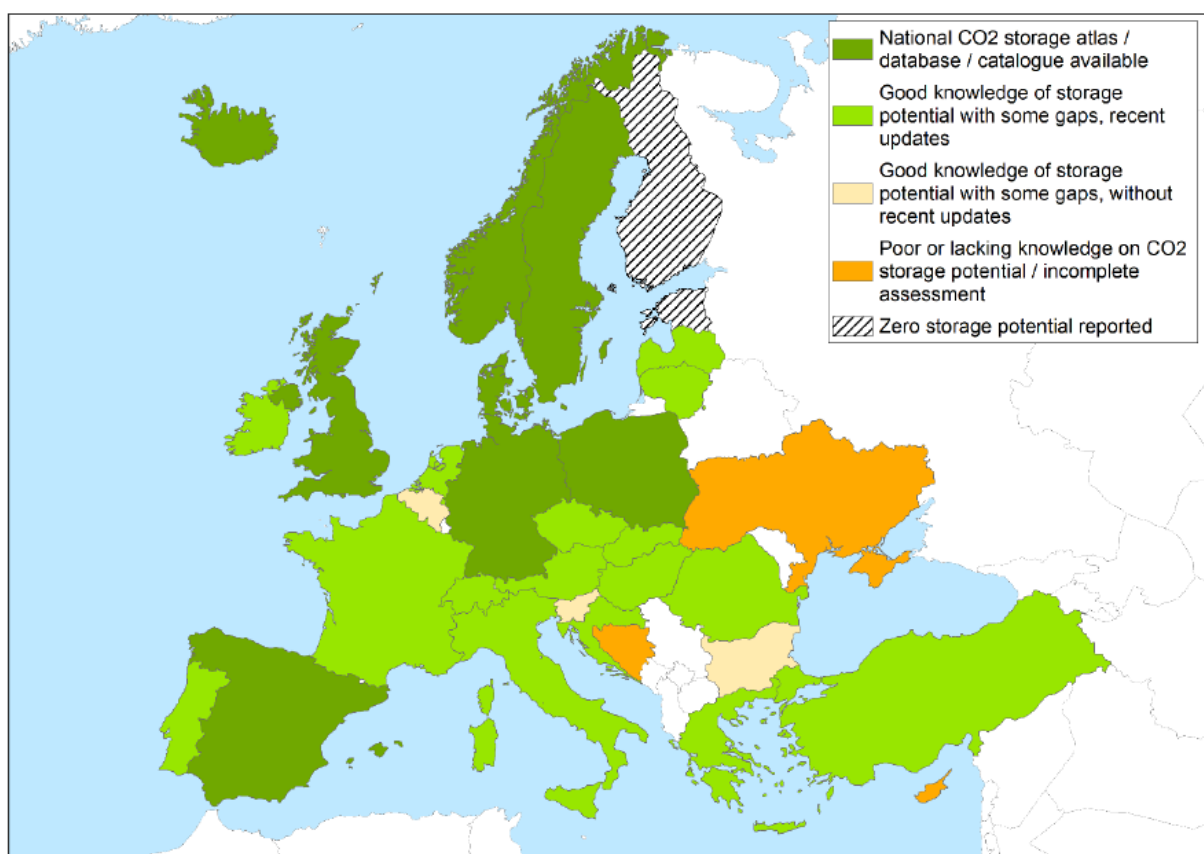 National CO2 storage atlas /
database / catalogue available
Good knowledge of storage
potential with some gaps, recent
updates
Good knowledge of storage
potential with some gaps, without
recent updates
Poor or lacking knowledge on CO2
storage potential / incomplete
assessment
Zero storage potential reported